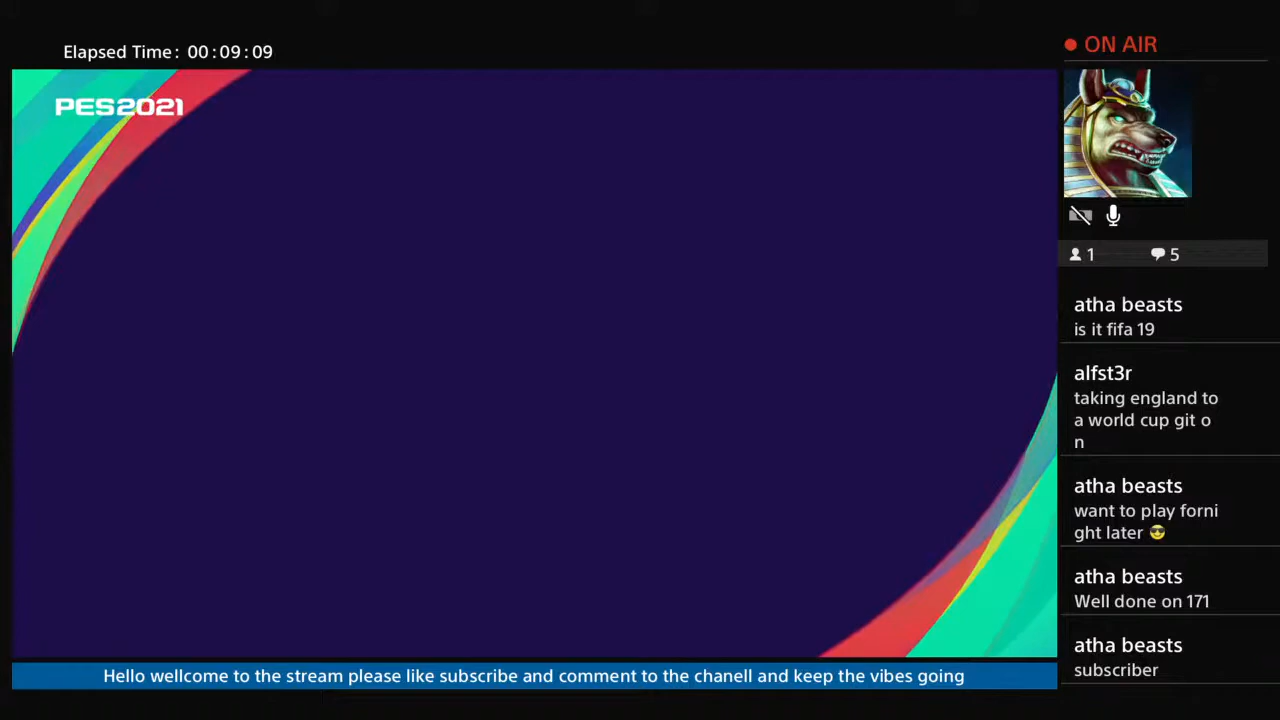 Elapsed Time: 00:09:09
ON AIR
PES2021
1 5
atha beasts
is it fifa 19
alfst3r
taking england to
a world cup git o
n
atha beasts
want to play forni
ght later 😎
atha beasts
Well done on 171
atha beasts
subscriber
Hello wellcome to the stream please like subscribe and comment to the chanell and keep the vibes going